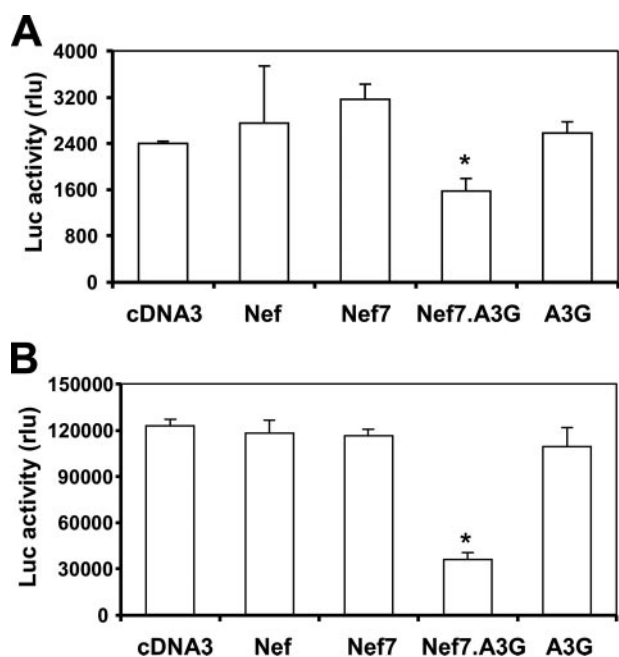 A
Luc activity (rlu)
4000
3200
2400
1600
800
0
*
cDNA3 Nef Nef7 Nef7.A3G A3G
B
Luc activity (rlu)
150000
120000
90000
60000
30000
0
*
cDNA3 Nef Nef7 Nef7.A3G A3G